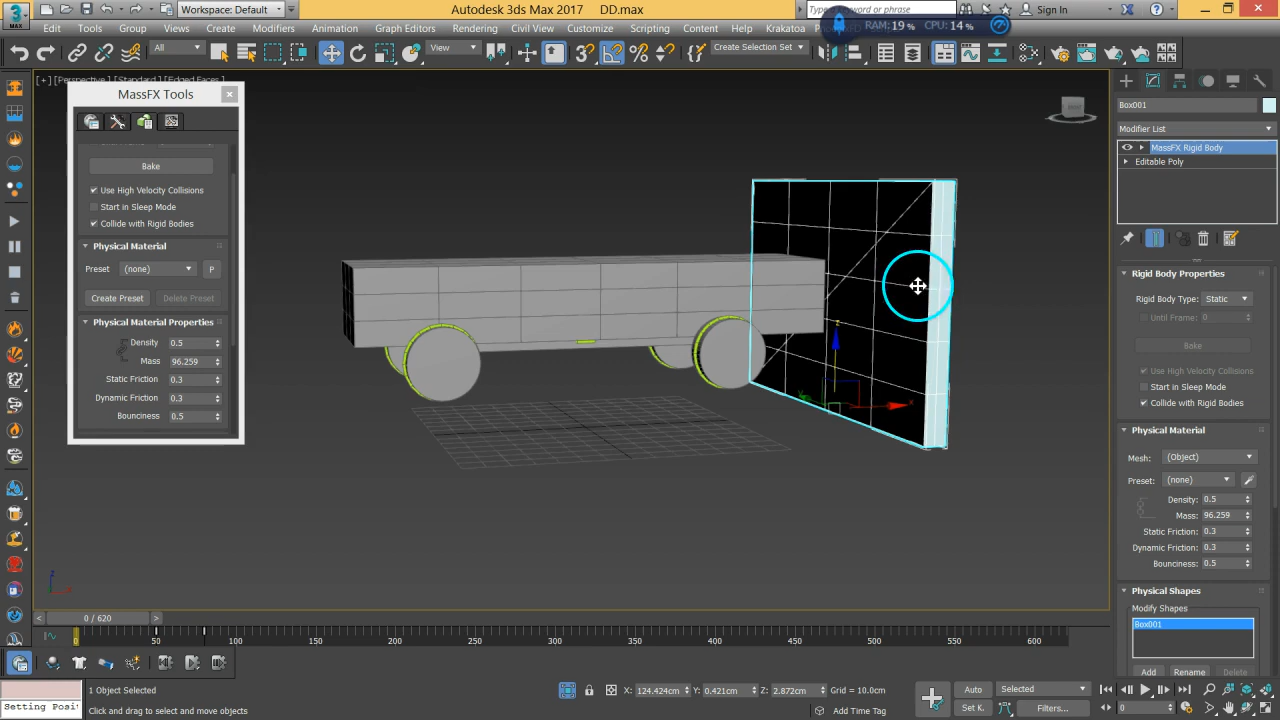 Workspace: Default
Autodesk 3ds Max 2017    DD.max
Type a keyword or phrase
Sign In
MAX
RAM: 19 %
CPU: 14 %
Edit
Tools
Group
Views
Create
Modifiers
Animation
Graph Editors
Rendering
Civil View
Customize
Scripting
Content
Help
Krakatoa
All
View
Create Selection Set
[+] [Perspective] [Standard] [Edged Faces]
MassFX Tools
Bake
Use High Velocity Collisions
Start in Sleep Mode
Collide with Rigid Bodies
Physical Material
Preset (none) P
Create Preset Delete Preset
Physical Material Properties
Density 0.5
Mass 96.259
Static Friction 0.3
Dynamic Friction 0.3
Bounciness 0.5
Box001
Modifier List
MassFX Rigid Body
Editable Poly
Rigid Body Properties
Rigid Body Type: Static
Until Frame: 0
Bake
Use High Velocity Collisions
Start in Sleep Mode
Collide with Rigid Bodies
Physical Material
Mesh: (Object)
Preset: (none)
Density: 0.5
Mass: 96.259
Static Friction: 0.3
Dynamic Friction: 0.3
Bounciness: 0.5
Physical Shapes
Modify Shapes
Box001
Add Rename Delete
z
x
z
x
< 0 / 620 >
0 50 100 150 200 250 300 350 400 450 500 550 600
1 Object Selected
X: 124.424cm Y: 0.421cm Z: 2.872cm Grid = 10.0cm
Auto
Selected
Setting Posi
Click and drag to select and move objects
Add Time Tag
Set K.
Filters...
0